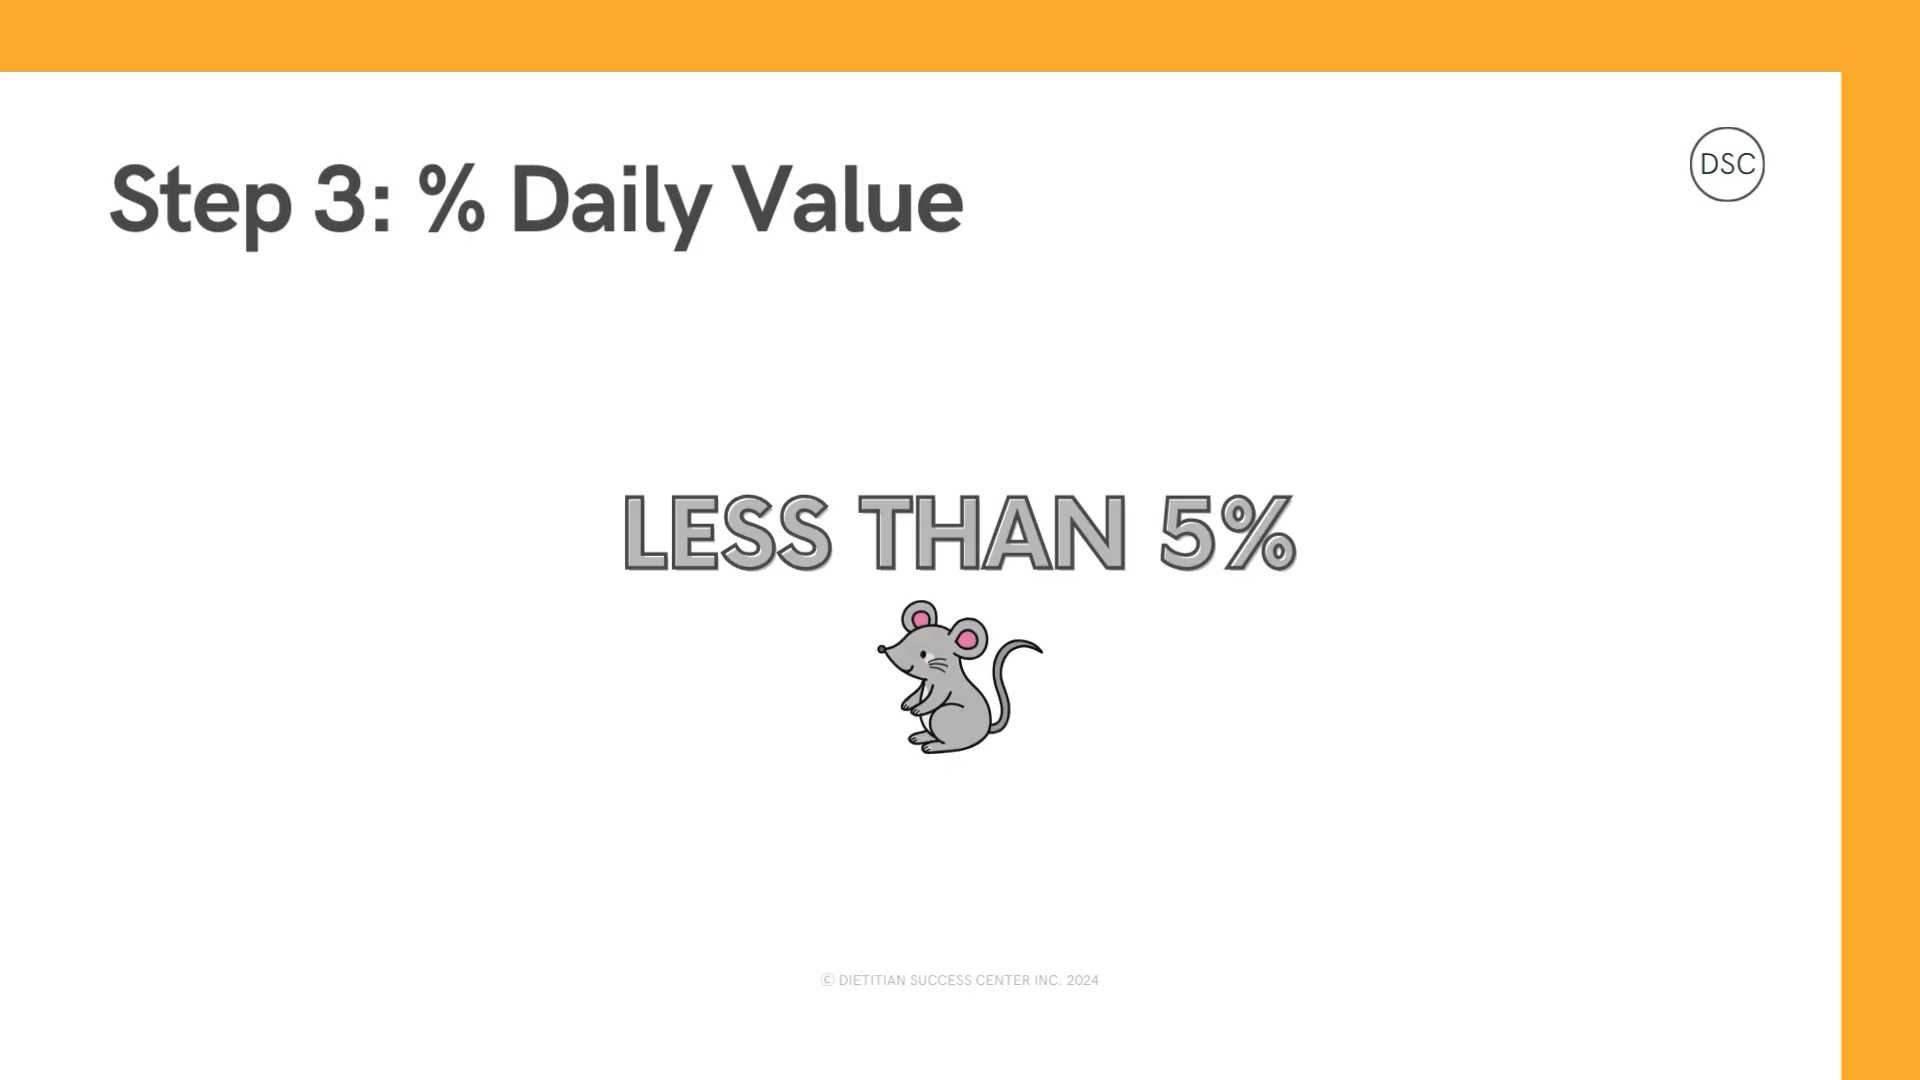 Step 3: % Daily Value
DSC
LESS THAN 5%
© DIETITIAN SUCCESS CENTER INC. 2024